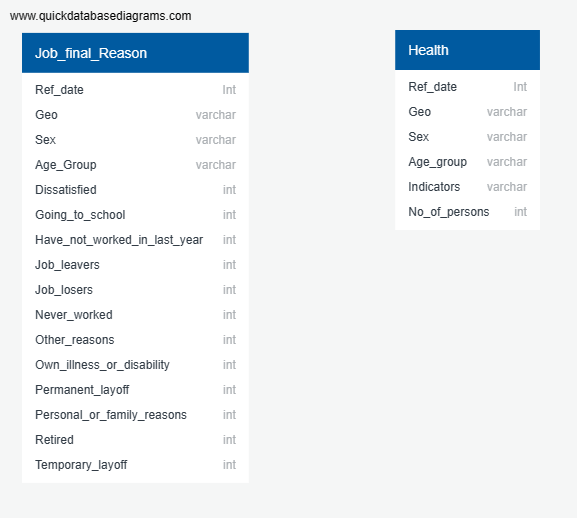 www.quickdatabasediagrams.com
Job_final_Reason
Ref_date Int
Geo varchar
Sex varchar
Age_Group varchar
Dissatisfied int
Going_to_school int
Have_not_worked_in_last_year int
Job_leavers int
Job_losers int
Never_worked int
Other_reasons int
Own_illness_or_disability int
Permanent_layoff int
Personal_or_family_reasons int
Retired int
Temporary_layoff int
Health
Ref_date Int
Geo varchar
Sex varchar
Age_group varchar
Indicators varchar
No_of_persons int